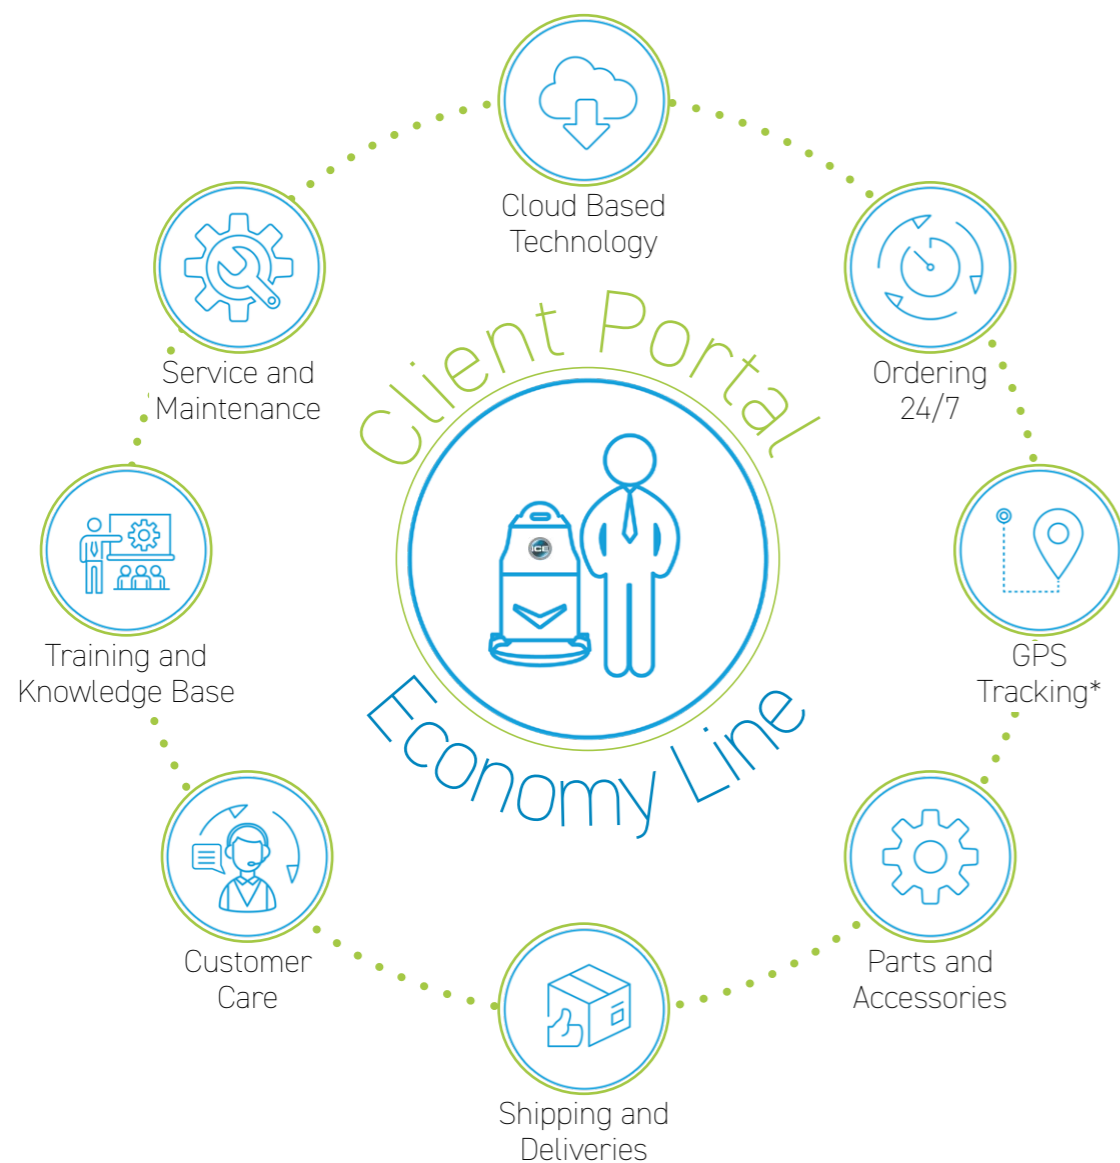 Cloud Based
Technology
Service and
Maintenance
Ordering
24/7
Client Portal
ICE
Training and
Knowledge Base
GPS
Tracking*
Economy Line
Customer
Care
Parts and
Accessories
Shipping and
Deliveries